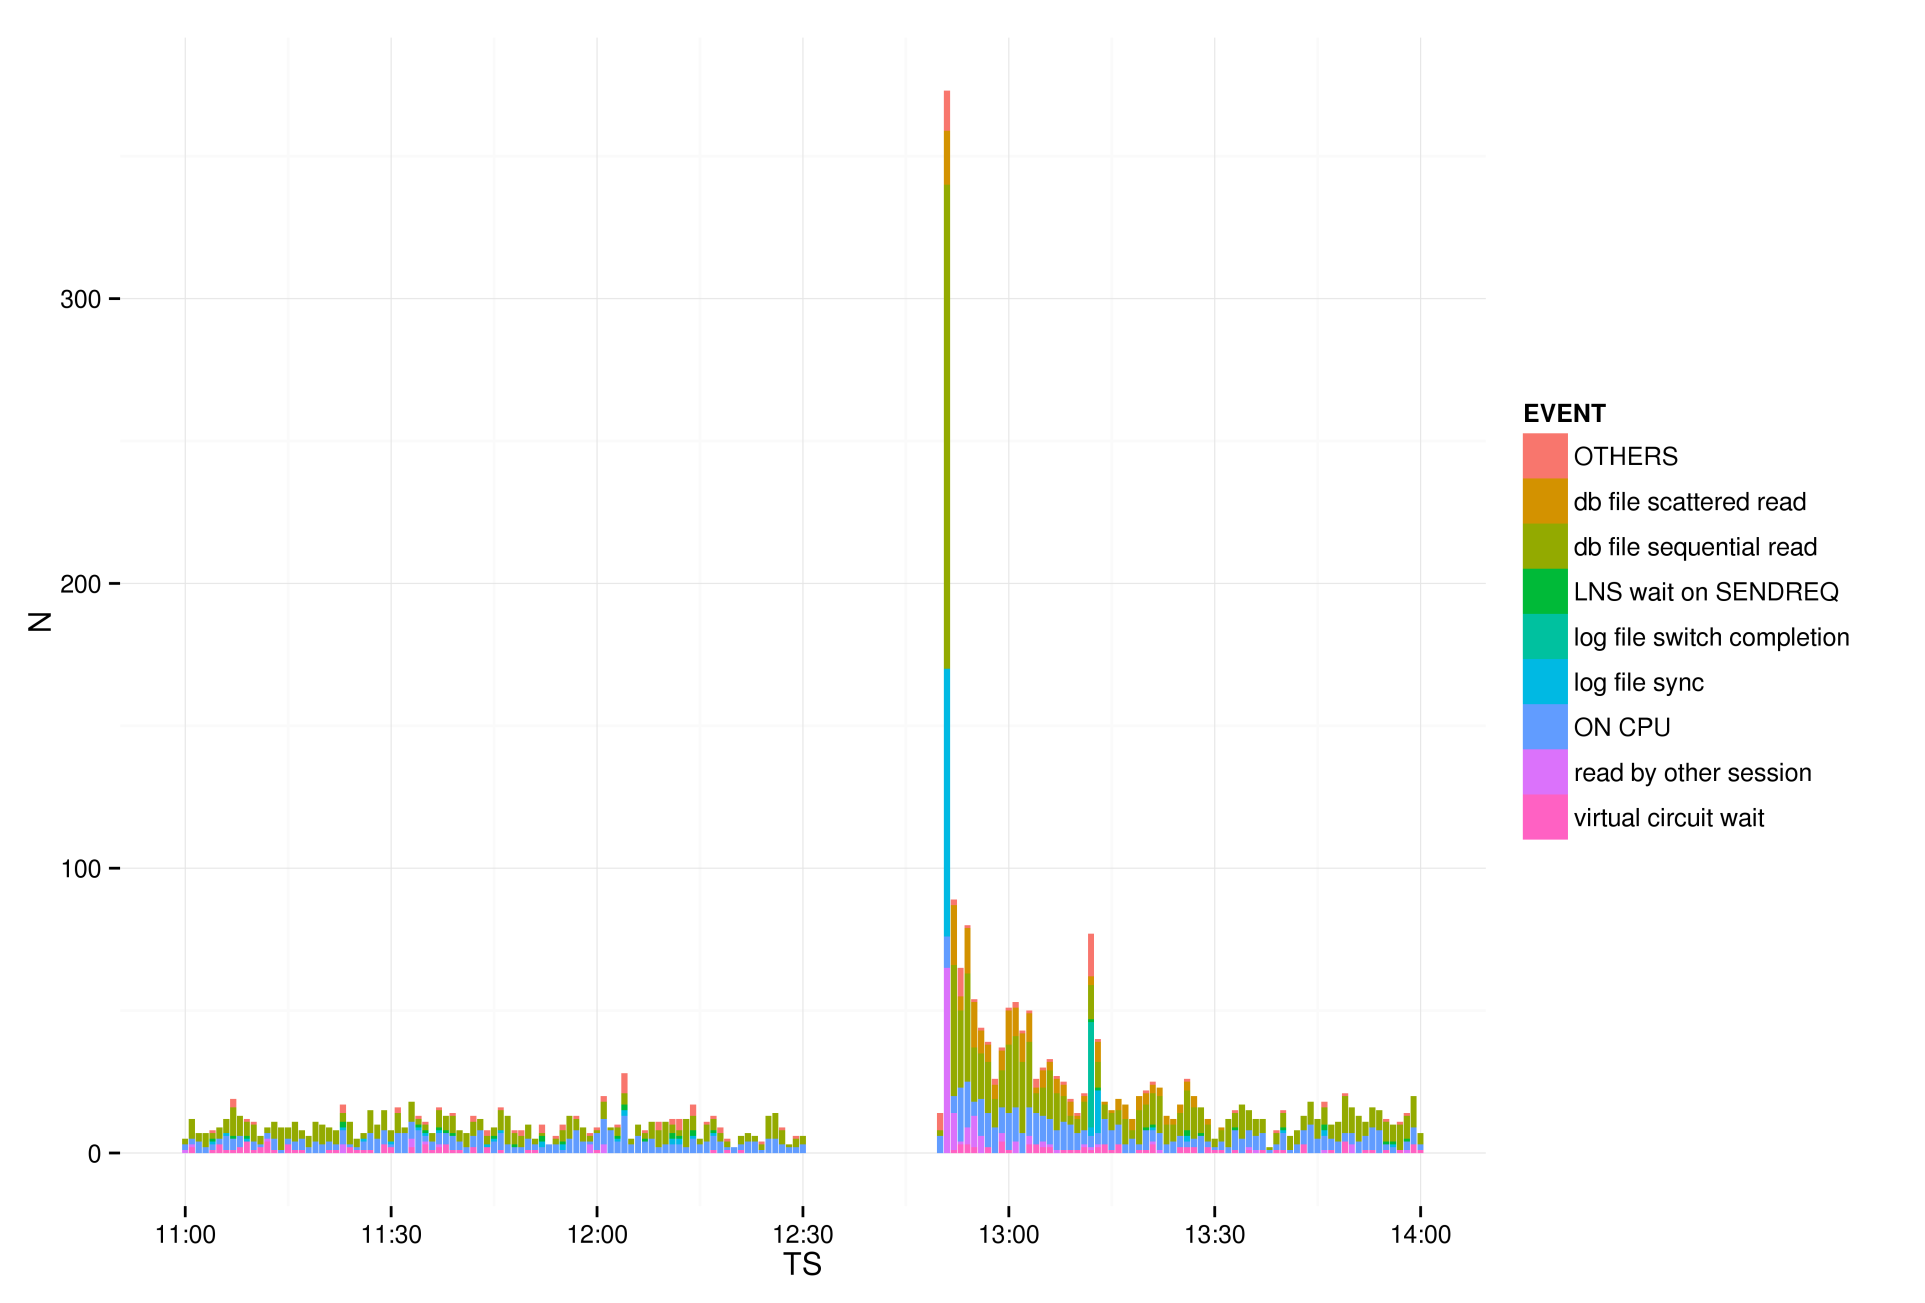 300
200
100
0
N
11:00
11:30
12:00
12:30
13:00
13:30
14:00
TS
EVENT
OTHERS
db file scattered read
db file sequential read
LNS wait on SENDREQ
log file switch completion
log file sync
ON CPU
read by other session
virtual circuit wait